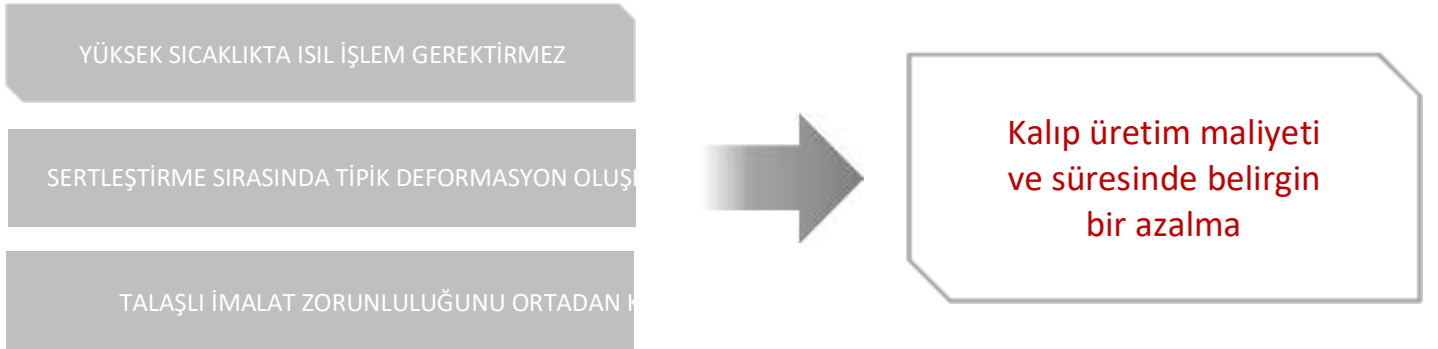 YÜKSEK SICAKLIKTA ISIL İŞLEM GEREKTİRMEZ
SERTLEŞTİRME SIRASINDA TİPİK DEFORMASYON
TALAŞLI İMALAT ZORUNLULUĞUNU ORTADAN
Kalıp üretim maliyeti
ve süresinde belirgin
bir azalma